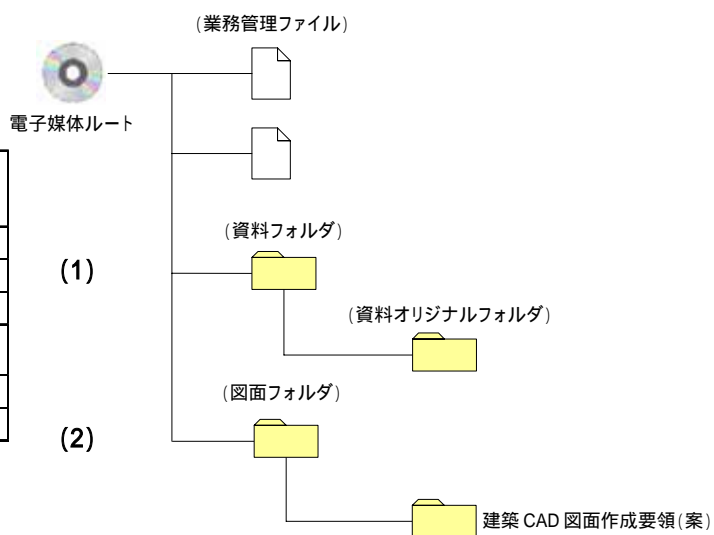 (業務管理ファイル)
電子媒体ルート
(資料フォルダ)
(1)
(資料オリジナルフォルダ)
(図面フォルダ)
(2)
建築 CAD 図面作成要領(案)